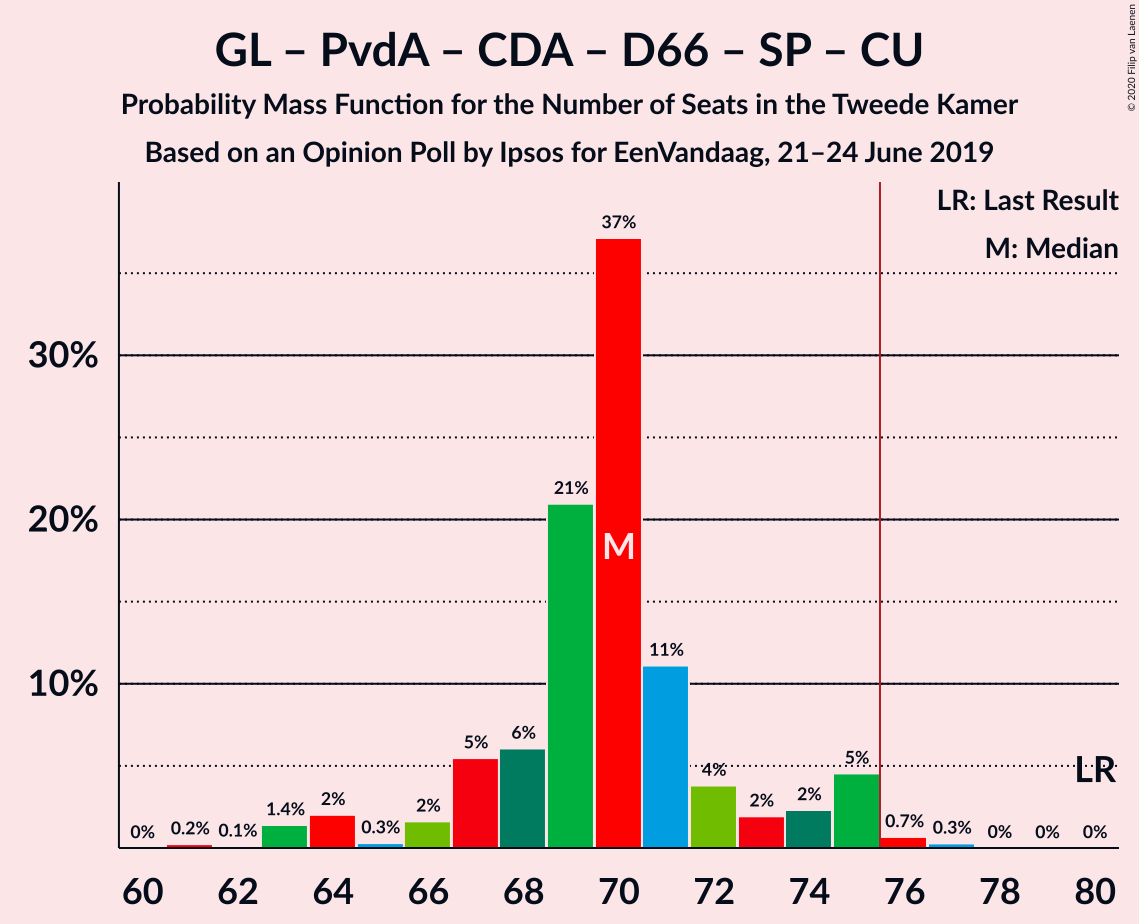 GL – PvdA – CDA – D66 – SP – CU
Probability Mass Function for the Number of Seats in the Tweede Kamer
Based on an Opinion Poll by Ipsos for EenVandaag, 21–24 June 2019
© 2020 Filip van Laenen
LR: Last Result
M: Median
37%
30%
21%
20%
M
11%
10%
6%
5%
5%
4%
LR
2%
2%
2%
2%
1.4%
0.7%
0%
0.2%
0.1%
0.3%
0.3%
0%
0%
0%
60 62 64 66 68 70 72 74 76 78 80